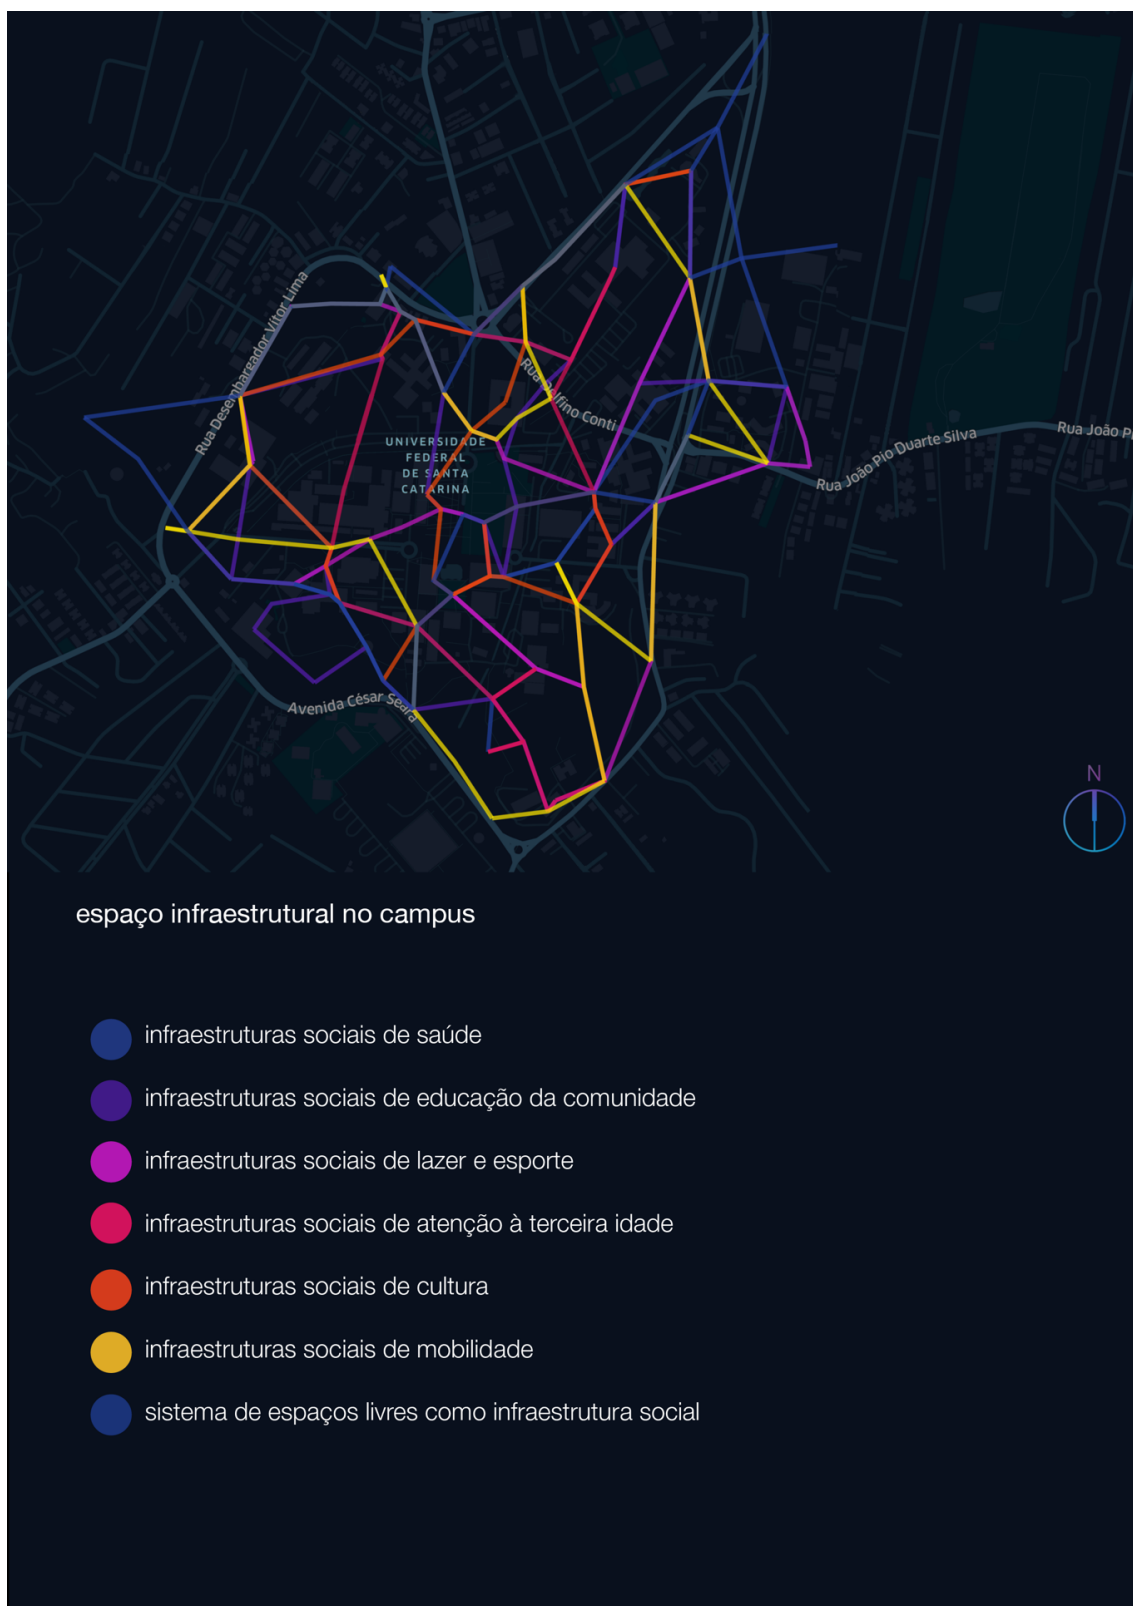 Rua Desembargador Vítor Lima
Rua Delfino Conti
UNIVERSIDADE
FEDERAL
DE SANTA
CATARINA
Rua João Pio Duarte Silva
Rua João Pi
Avenida César Seara
N
espaço infraestrutural no campus
infraestruturas sociais de saúde
infraestruturas sociais de educação da comunidade
infraestruturas sociais de lazer e esporte
infraestruturas sociais de atenção à terceira idade
infraestruturas sociais de cultura
infraestruturas sociais de mobilidade
sistema de espaços livres como infraestrutura social